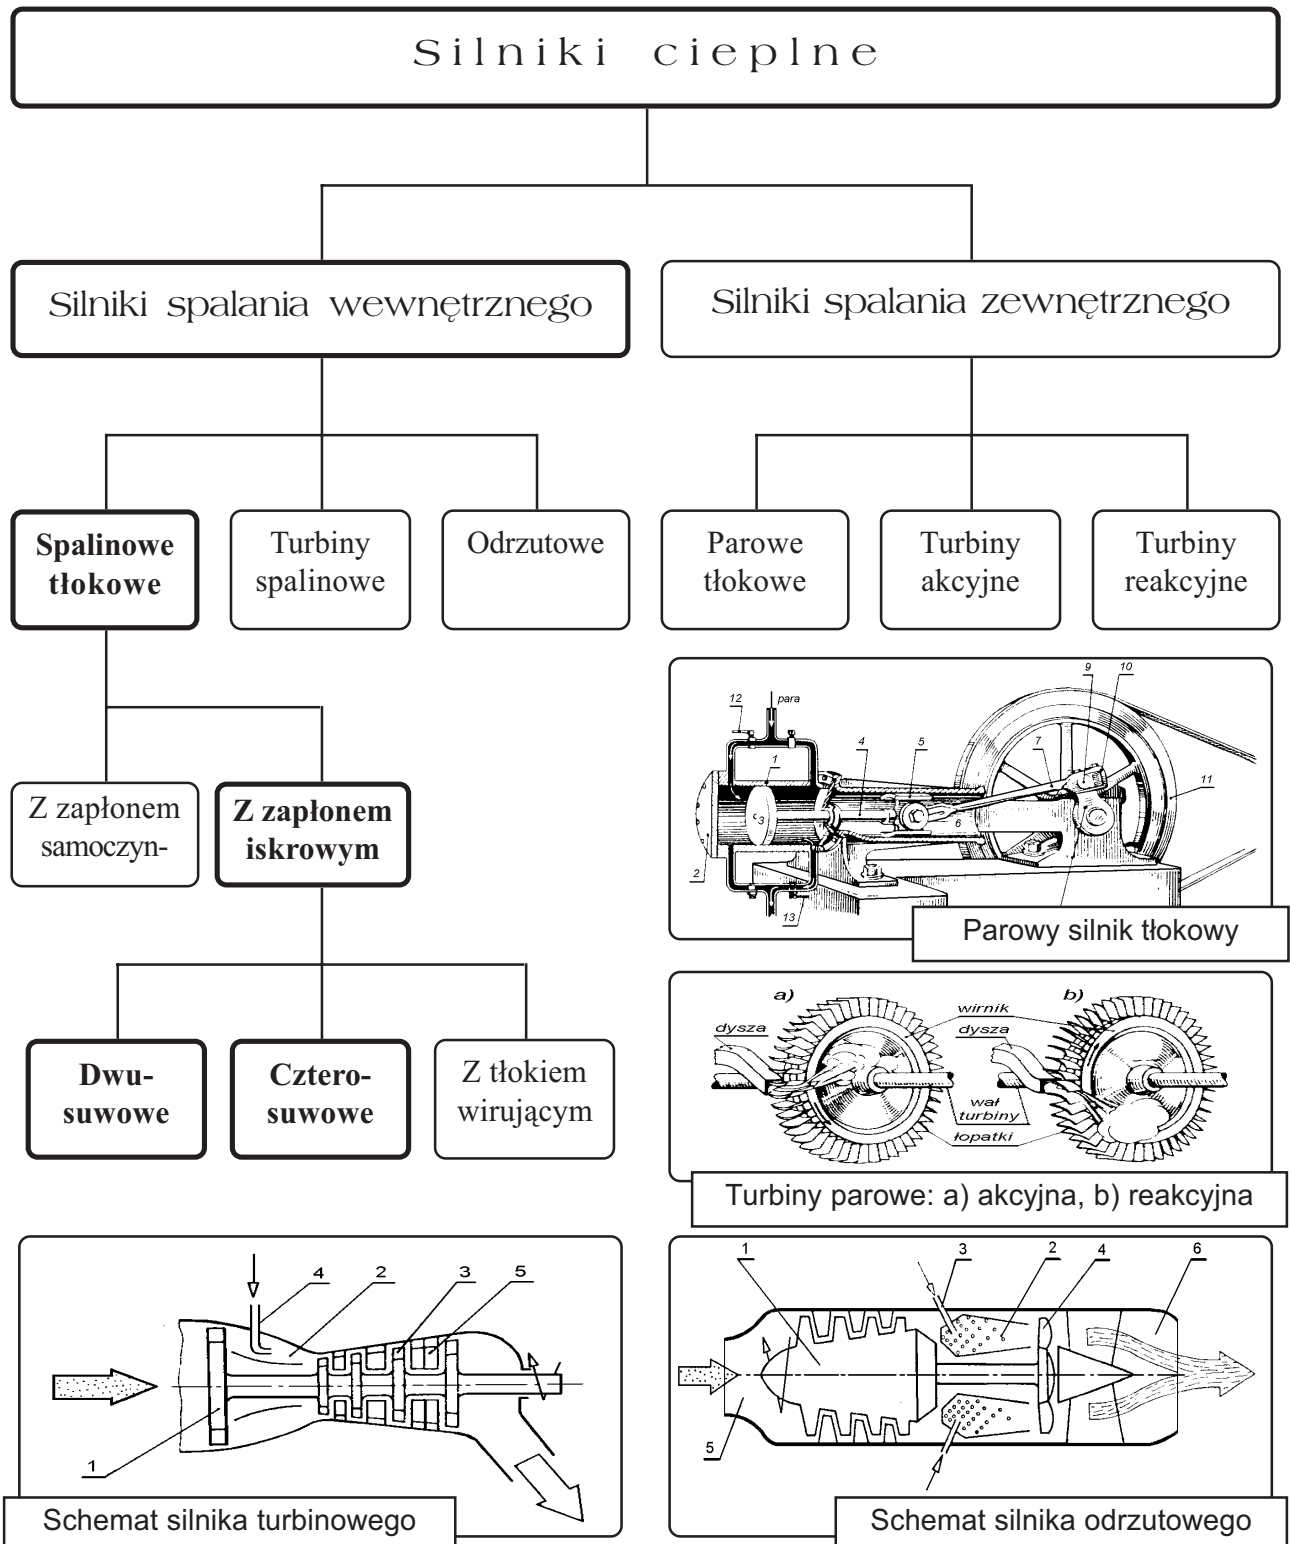 Silniki cieplne
Silniki spalania wewnętrznego
Silniki spalania zewnętrznego
Spalinowe
tłokowe
Turbiny
spalinowe
Odrzutowe
Parowe
tłokowe
Turbiny
akcyjne
Turbiny
reakcyjne
Z zapłonem
samoczyn-
Z zapłonem
iskrowym
Dwu-
suwowe
Cztero-
suwowe
Z tłokiem
wirującym
12
para
9
10
1
4
5
7
11
3
6
2
13
Parowy silnik tłokowy
a)
wirnik
b)
dysza
dysza
wał
turbiny
łopatki
Turbiny parowe: a) akcyjna, b) reakcyjna
4
2
3
5
1
Schemat silnika turbinowego
1
3
2
4
6
5
Schemat silnika odrzutowego